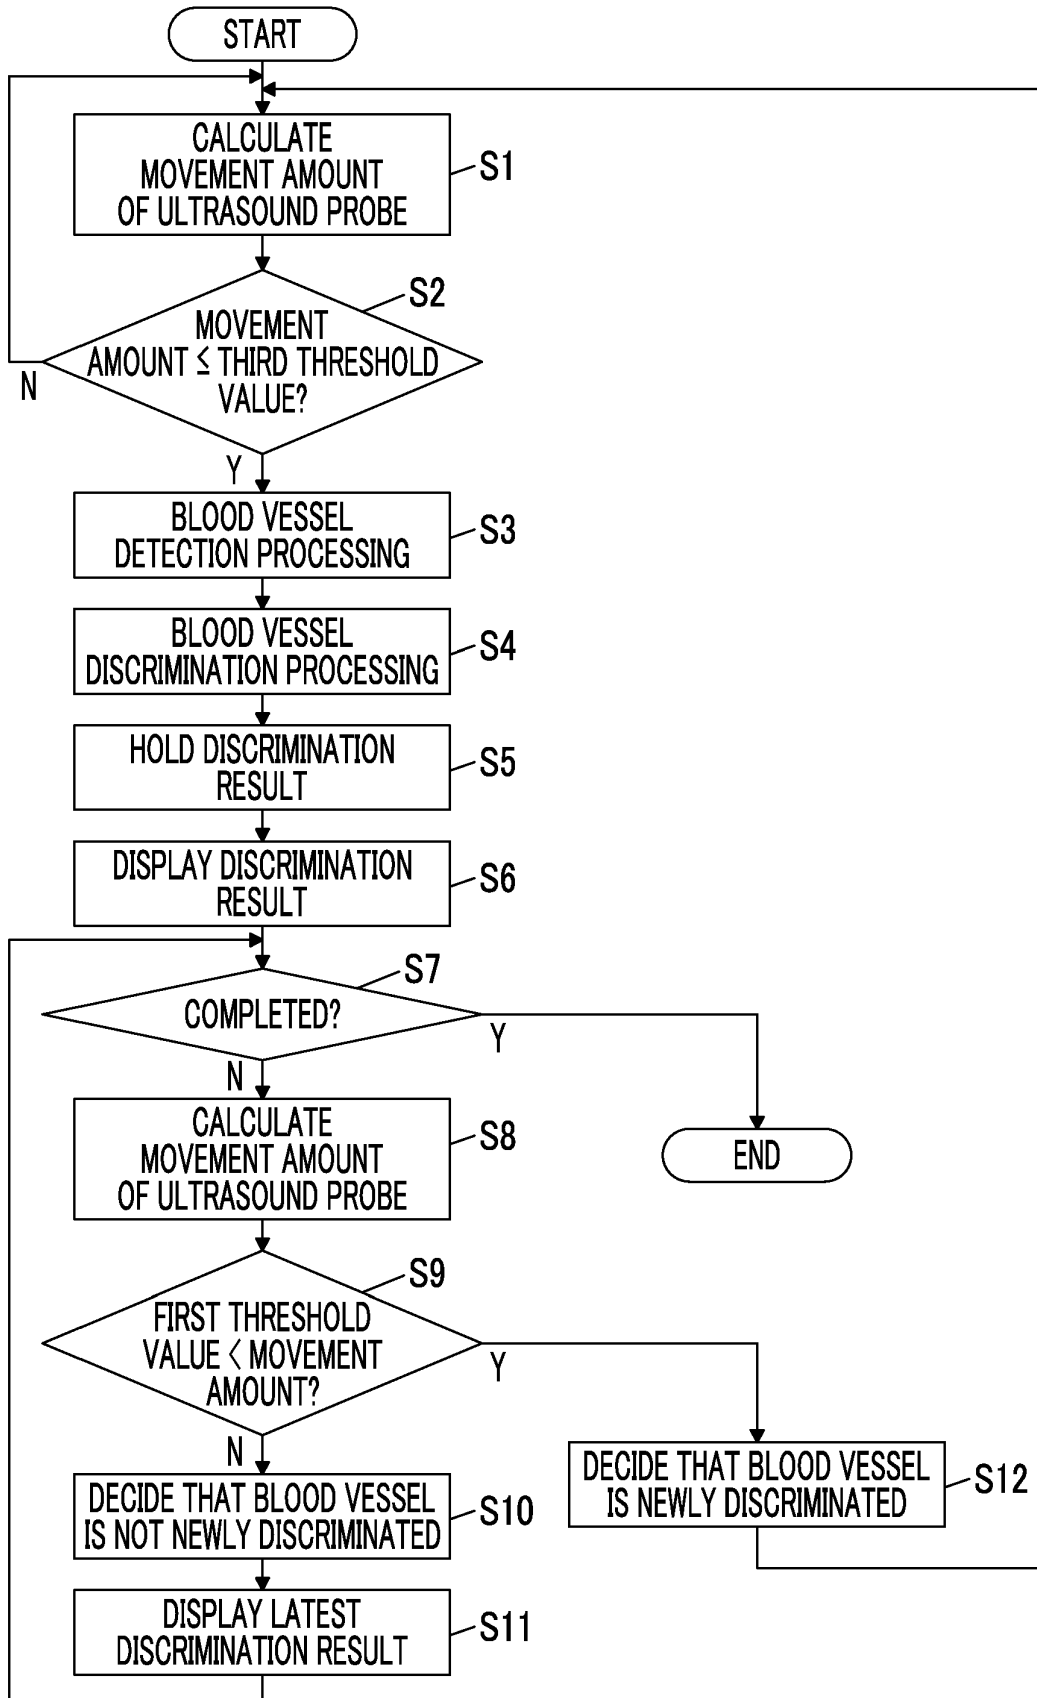 START
CALCULATE
MOVEMENT AMOUNT
OF ULTRASOUND PROBE
S1
S2
MOVEMENT
AMOUNT ≤ THIRD THRESHOLD
VALUE?
N
Y
BLOOD VESSEL
DETECTION PROCESSING
S3
BLOOD VESSEL
DISCRIMINATION PROCESSING
S4
HOLD DISCRIMINATION
RESULT
S5
DISPLAY DISCRIMINATION
RESULT
S6
S7
COMPLETED?
Y
N
CALCULATE
MOVEMENT AMOUNT
OF ULTRASOUND PROBE
S8
END
S9
FIRST THRESHOLD
VALUE < MOVEMENT
AMOUNT?
Y
N
DECIDE THAT BLOOD VESSEL
IS NOT NEWLY DISCRIMINATED
S10
DECIDE THAT BLOOD VESSEL
IS NEWLY DISCRIMINATED
S12
DISPLAY LATEST
DISCRIMINATION RESULT
S11